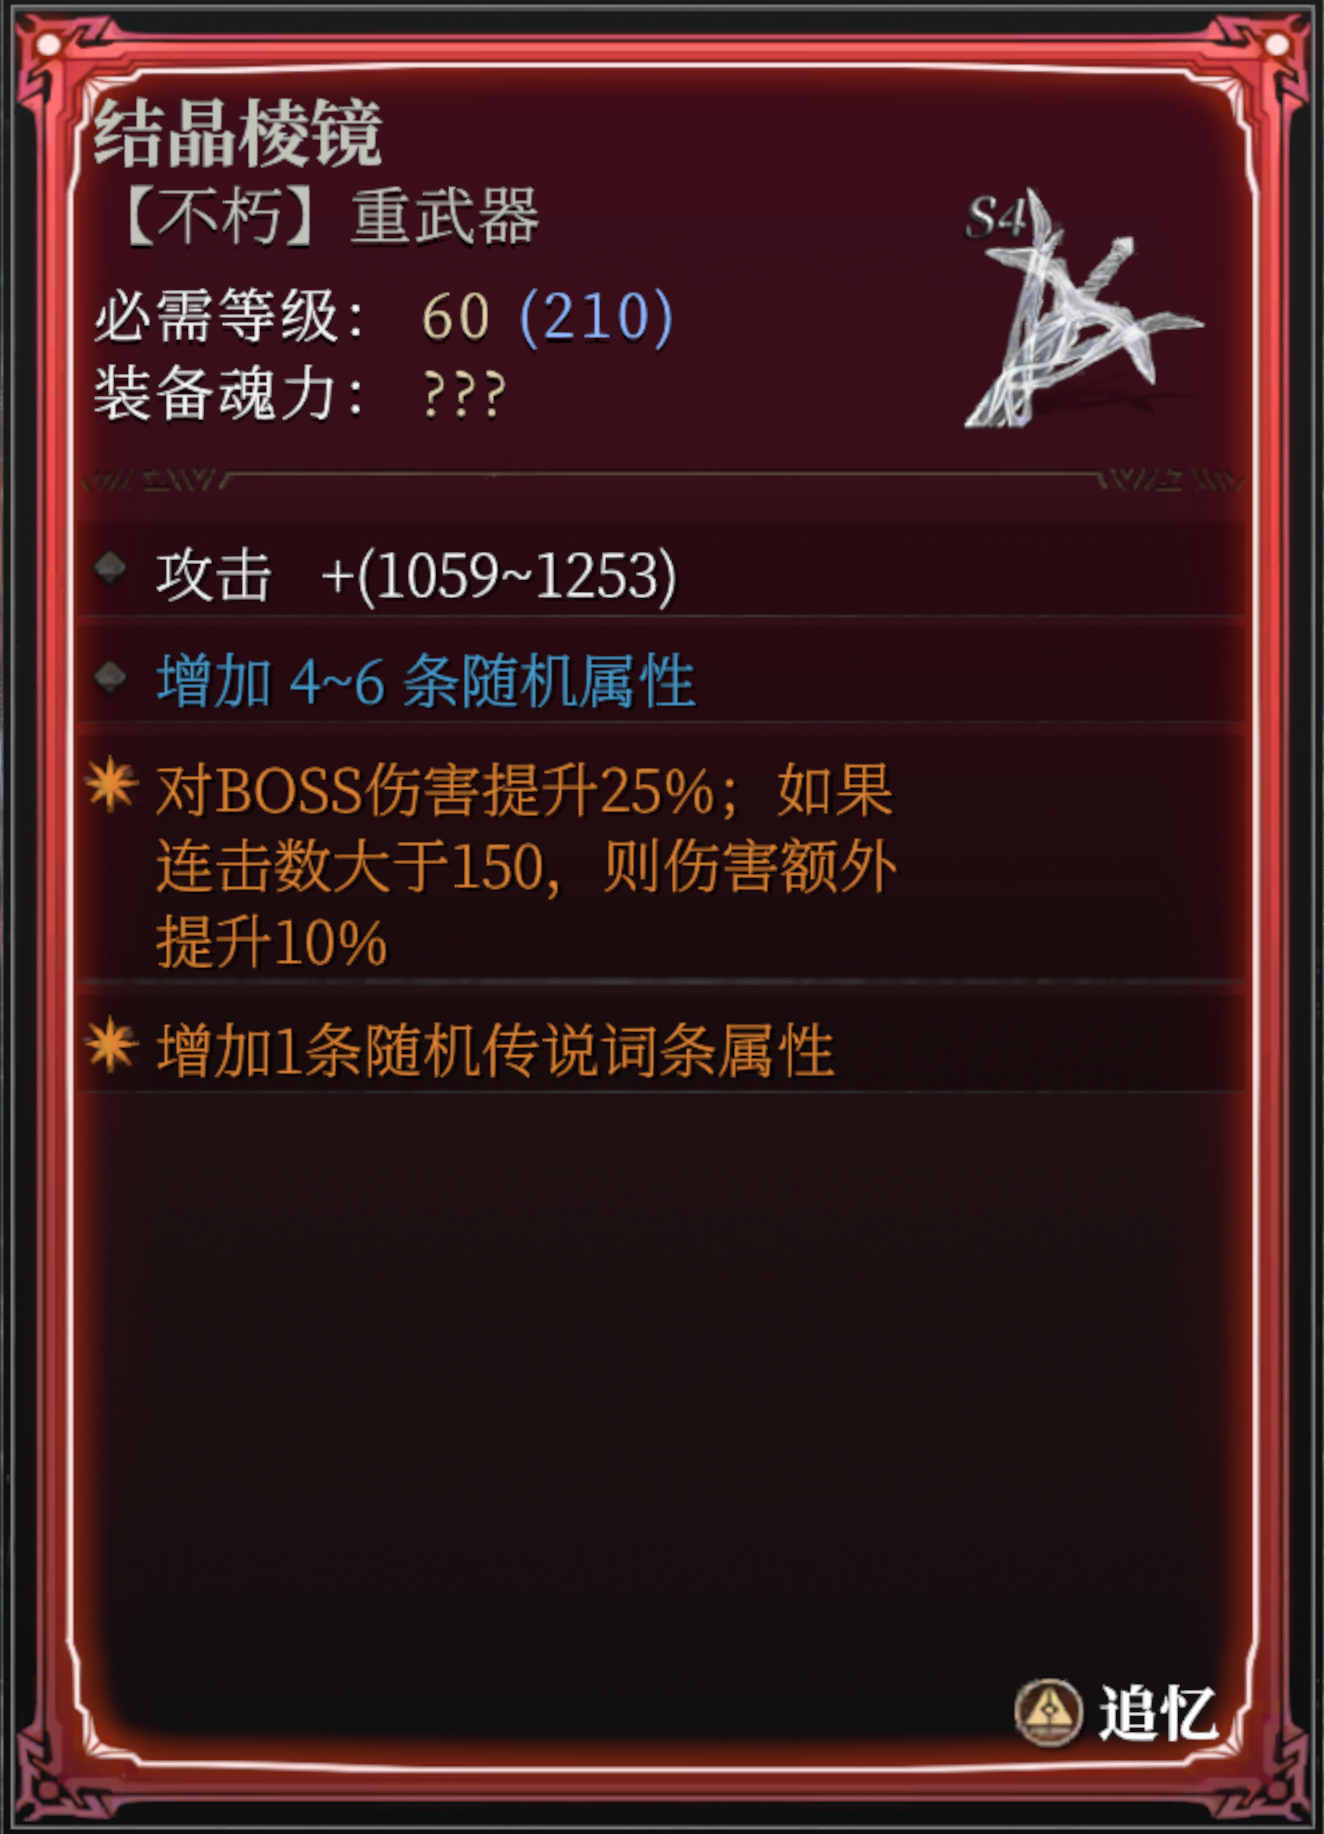 结晶棱镜
【不朽】重武器
S4
必需等级： 60 (210)
装备魂力： ???
攻击 +(1059~1253)
增加 4~6 条随机属性
对BOSS伤害提升25%；如果
连击数大于150，则伤害额外
提升10%
增加1条随机传说词条属性
追忆